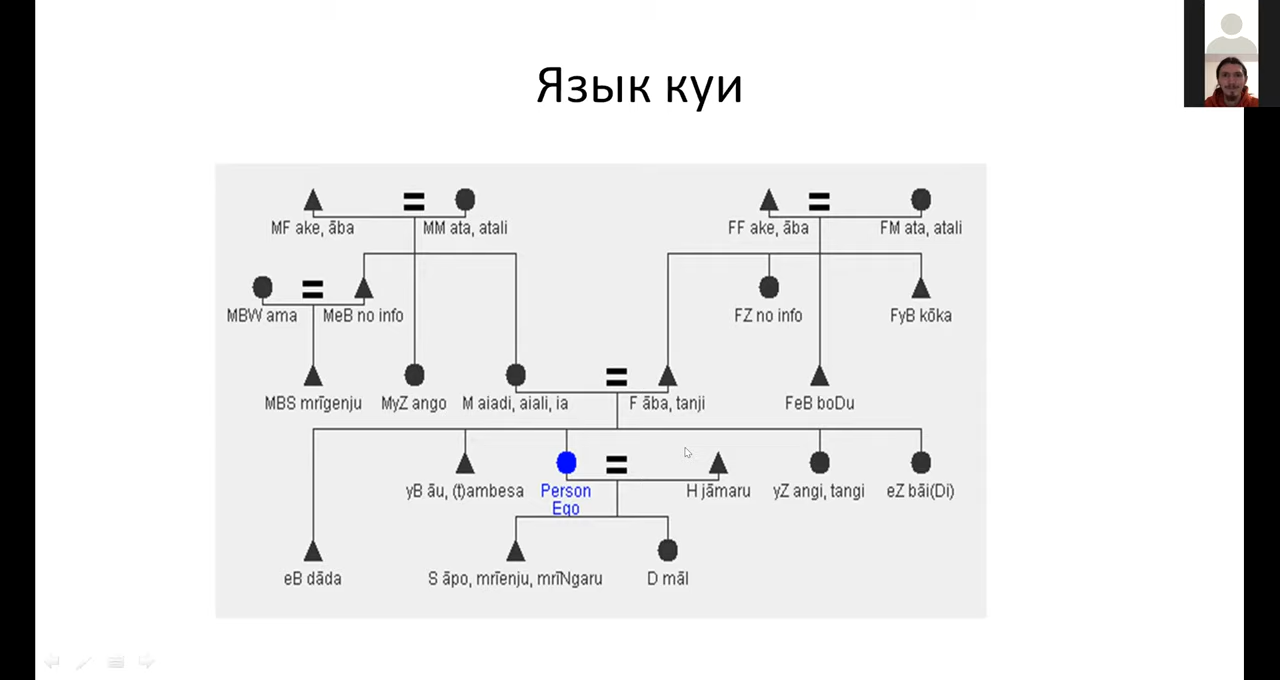 Язык куи
MF ake, āba
MM ata, atali
FF ake, āba
FM ata, atali
MBW ama
MeB no info
FZ no info
FyB kōka
MBS mrīgenju
MyZ ango
M aiadi, aiali, ia
F āba, tanji
FeB boDu
yB āu, (t)ambesa
Person
Ego
H jāmaru
yZ angi, tangi
eZ bāi(Di)
eB dāda
S āpo, mrīenju, mrīNgaru
D māl